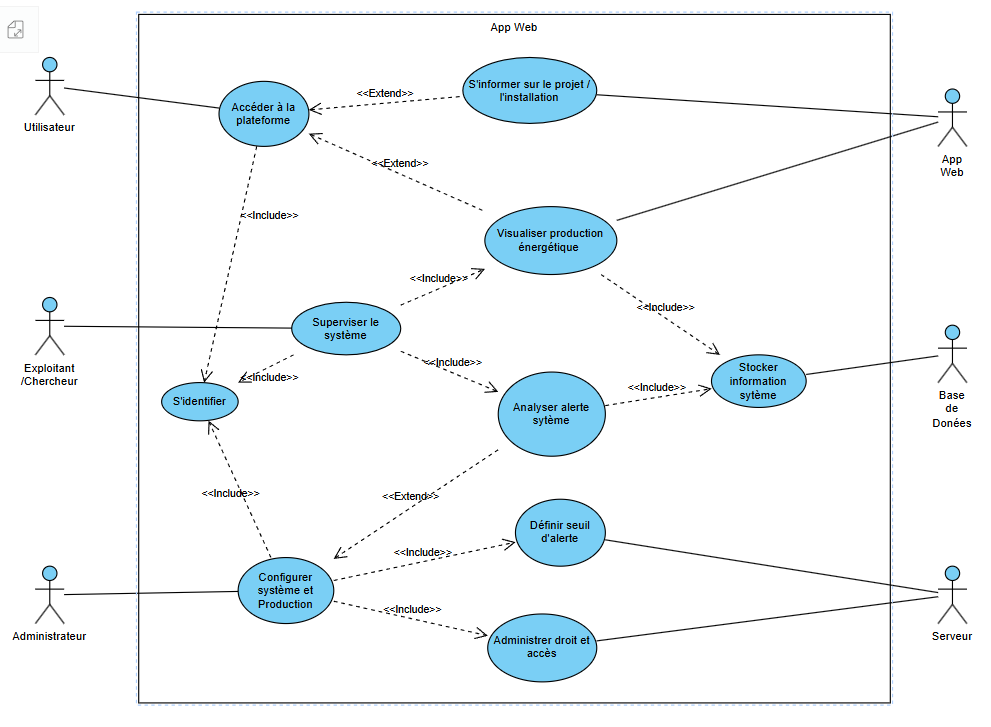 App Web
Utilisateur
Accéder à la
plateforme
<<Extend>>
S'informer sur le projet /
l'installation
App
Web
<<Extend>>
<<Include>>
Visualiser production
énergétique
<<Include>>
<<Include>>
Exploitant
/Chercheur
Superviser le
système
<<Include>>
<<Include>>
S'identifier
Analyser alerte
sytème
<<Include>>
Stocker
information
sytème
Base
de
Donées
<<Include>>
<<Extend>>
Définir seuil
d'alerte
<<Include>>
Administrateur
Configurer
système et
Production
<<Include>>
Administrer droit et
accès
Serveur